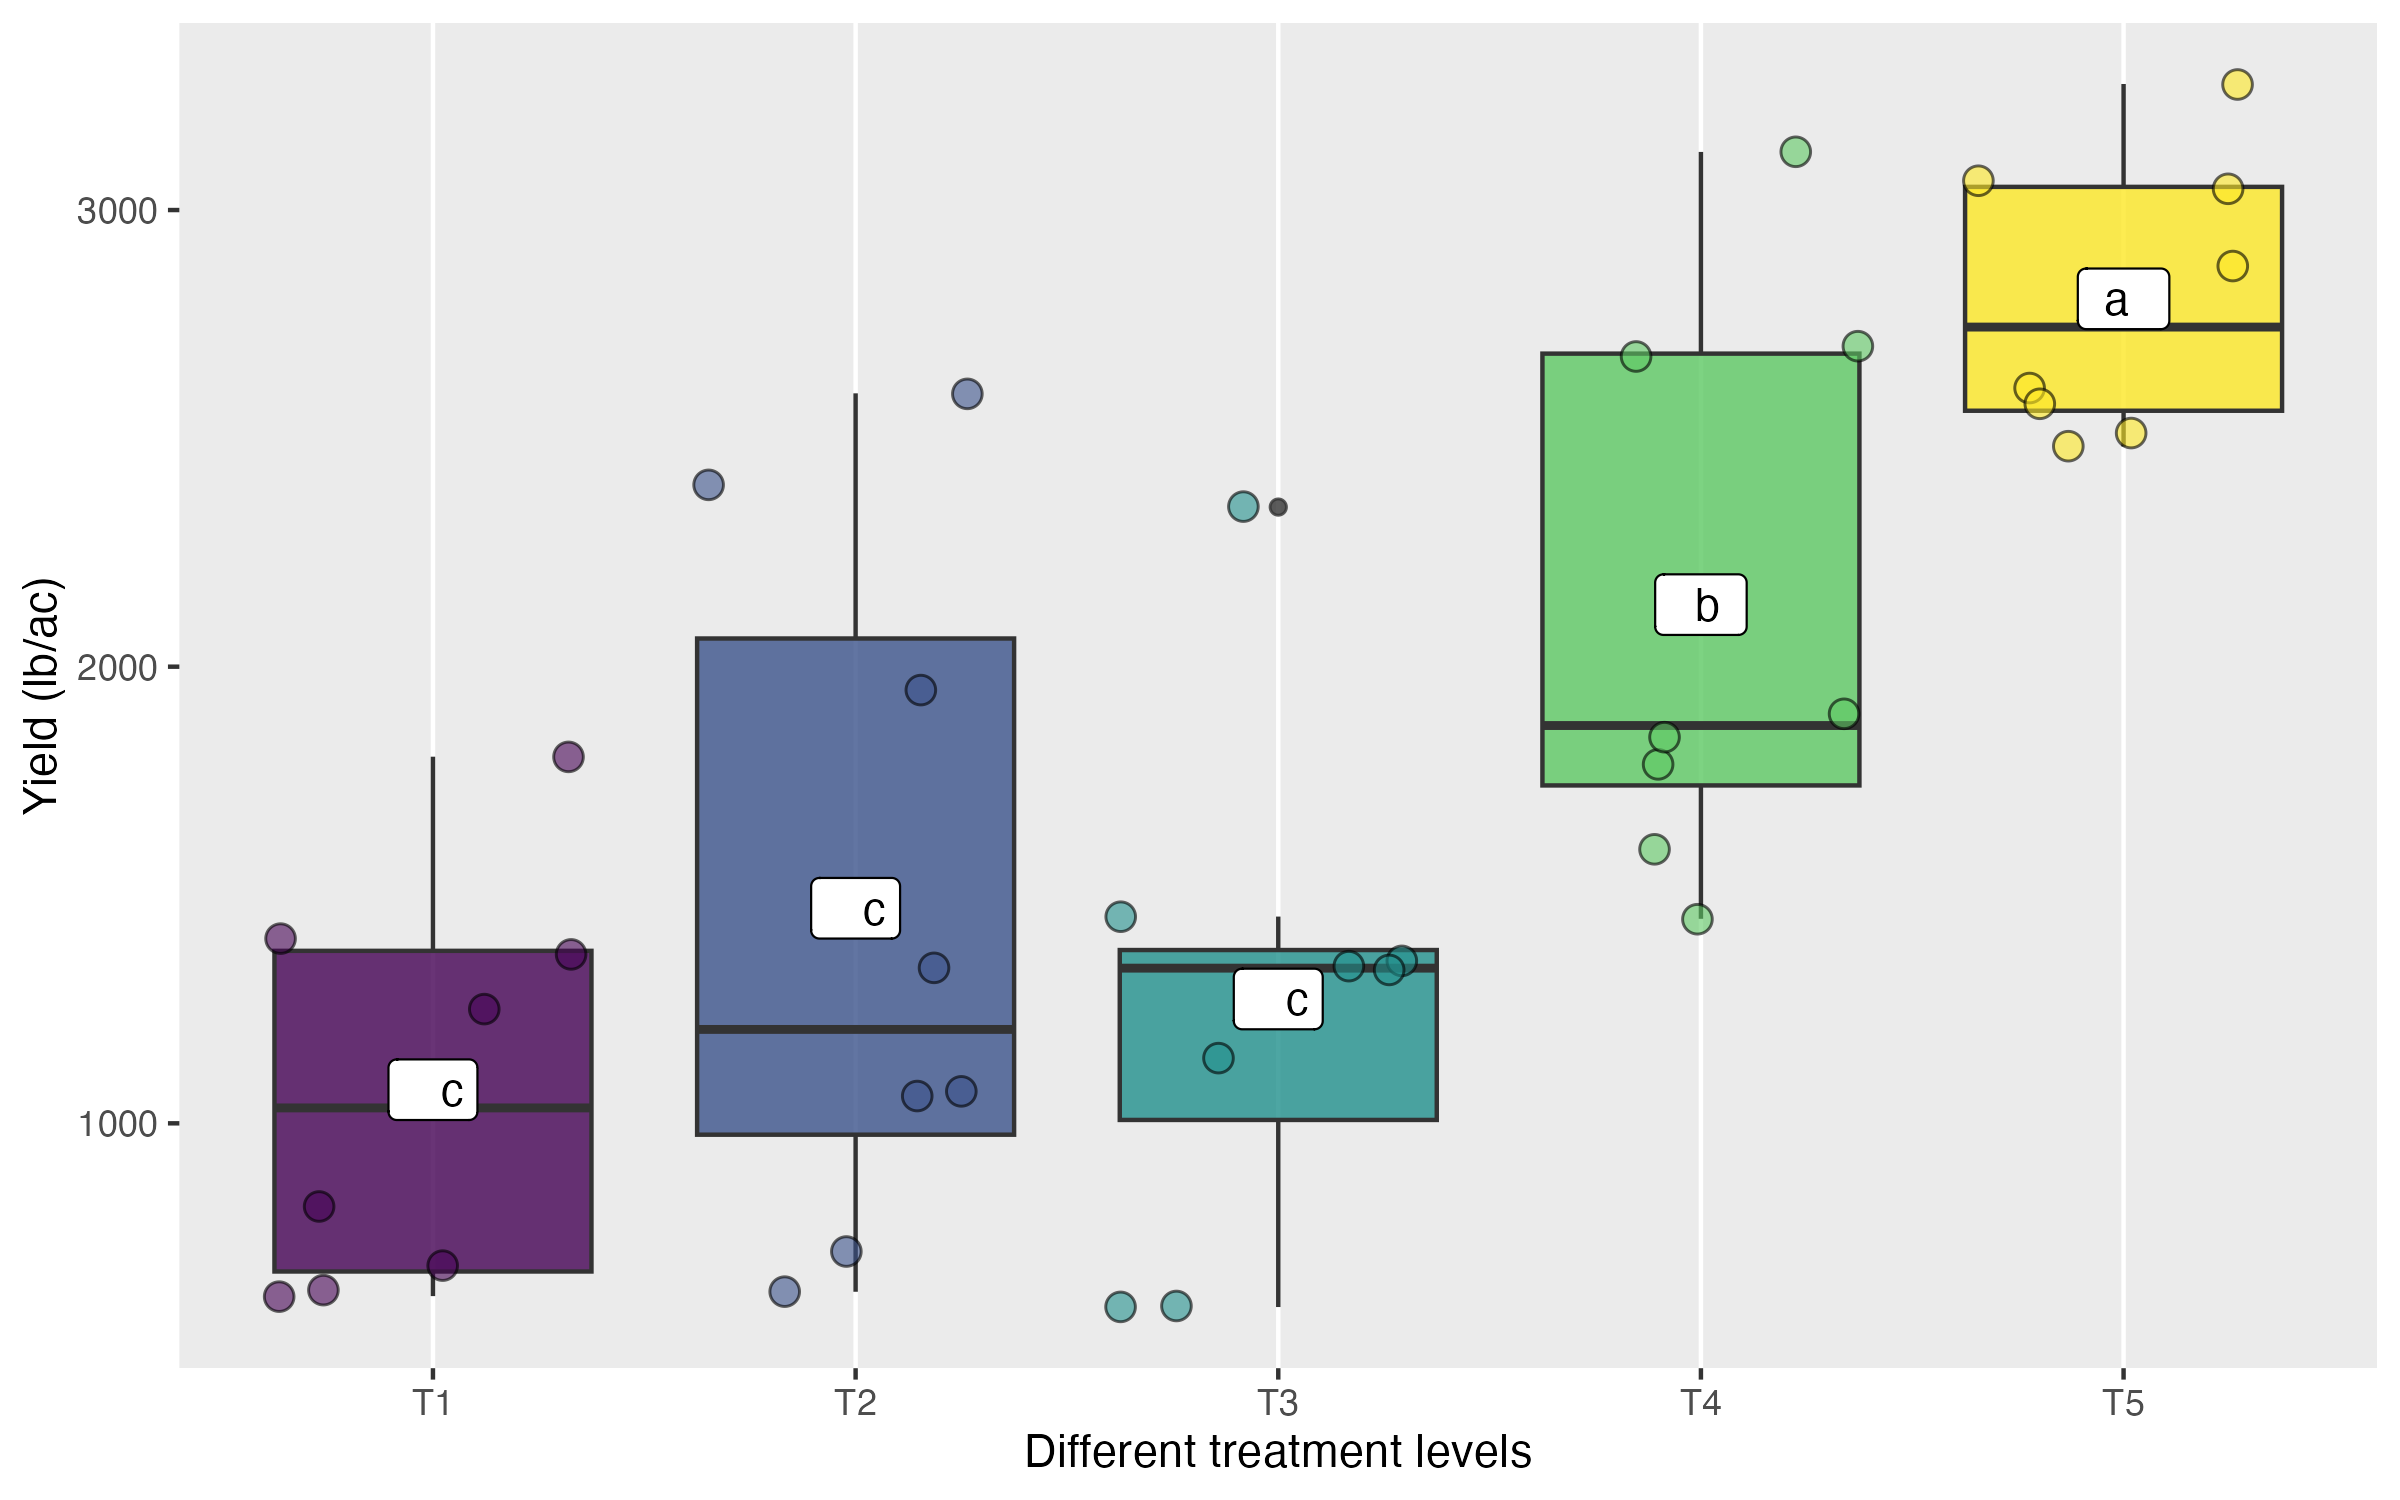 Yield (lb/ac)
3000
2000
1000
a
b
c
c
c
T1 T2 T3 T4 T5
Different treatment levels